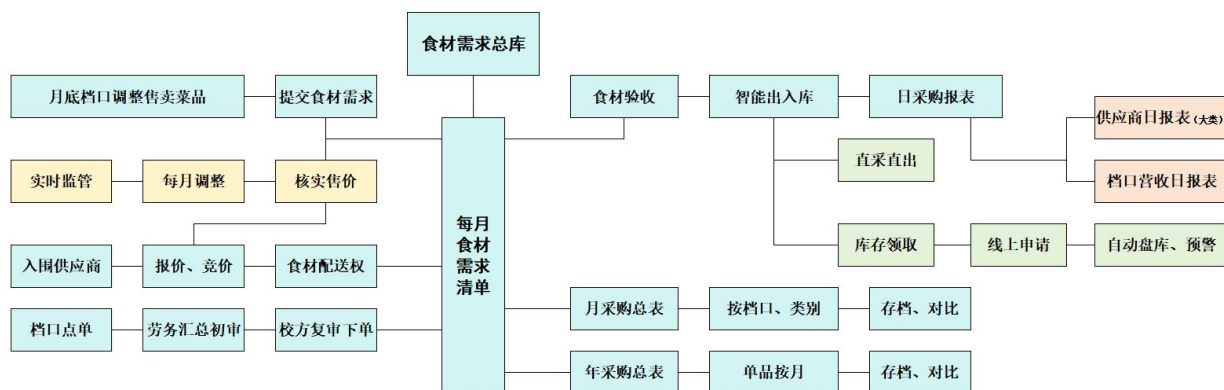 食材需求总库
月底档口调整售卖菜品
提交食材需求
食材验收
智能出入库
日采购报表
供应商日报表(大类)
直采直出
实时监管
每月调整
核实售价
档口营收日报表
每月
食材
需求
清单
入围供应商
报价、竞价
食材配送权
库存领取
线上申请
自动盘库、预警
档口点单
劳务汇总初审
校方复审下单
月采购总表
按档口、类别
存档、对比
年采购总表
单品按月
存档、对比